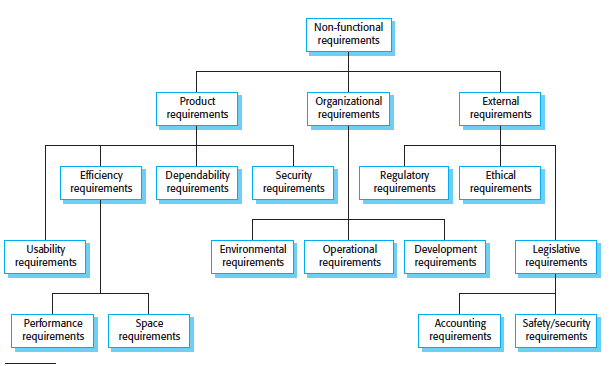 Non-functional
requirements
Product
requirements
Organizational
requirements
External
requirements
Efficiency
requirements
Dependability
requirements
Security
requirements
Regulatory
requirements
Ethical
requirements
Usability
requirements
Environmental
requirements
Operational
requirements
Development
requirements
Legislative
requirements
Performance
requirements
Space
requirements
Accounting
requirements
Safety/security
requirements